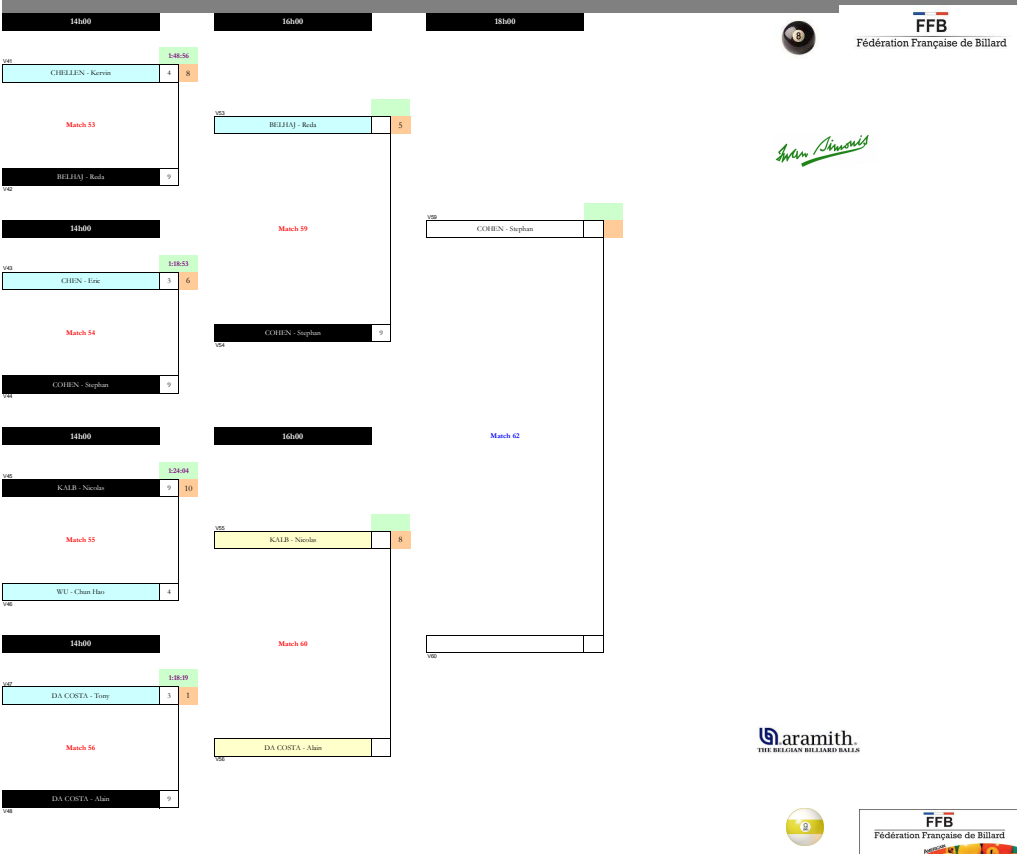 14h00
16h00
18h00
8
FFB
Fédération Française de Billard
1:48:56
V41
CHELLEN - Kervin 4 8
V53
BELHAJ - Reda 5
Match 53
Iwan Simonis
BELHAJ - Reda 9
V42
V59
COHEN - Stephan
14h00
Match 59
1:18:53
V43
CHEN - Eric 3 6
Match 54
COHEN - Stephan 9
V54
COHEN - Stephan 9
V44
14h00
16h00
Match 62
1:24:04
V45
KALB - Nicolas 9 10
V55
KALB - Nicolas 8
Match 55
WU - Chun Hao 4
V46
14h00
Match 60
V60
1:18:19
V47
DA COSTA - Tony 3 1
Match 56
DA COSTA - Alain
V56
aramith
THE BELGIAN BILLIARD BALLS
DA COSTA - Alain 9
V48
9
FFB
Fédération Française de Billard
AMERICAN